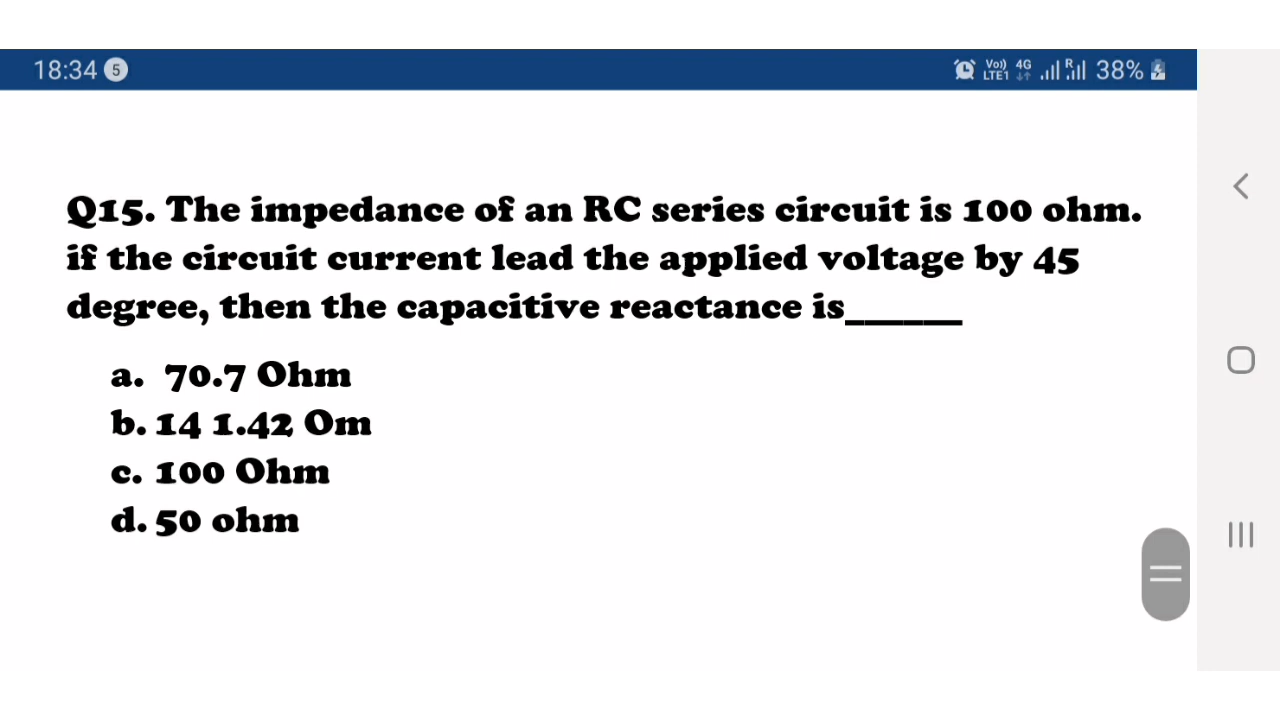 18:34 5 Vo) LTE1 4G R 38%
Q15. The impedance of an RC series circuit is 100 ohm.
if the circuit current lead the applied voltage by 45
degree, then the capacitive reactance is______
a. 70.7 Ohm
b. 14 1.42 Om
c. 100 Ohm
d. 50 ohm